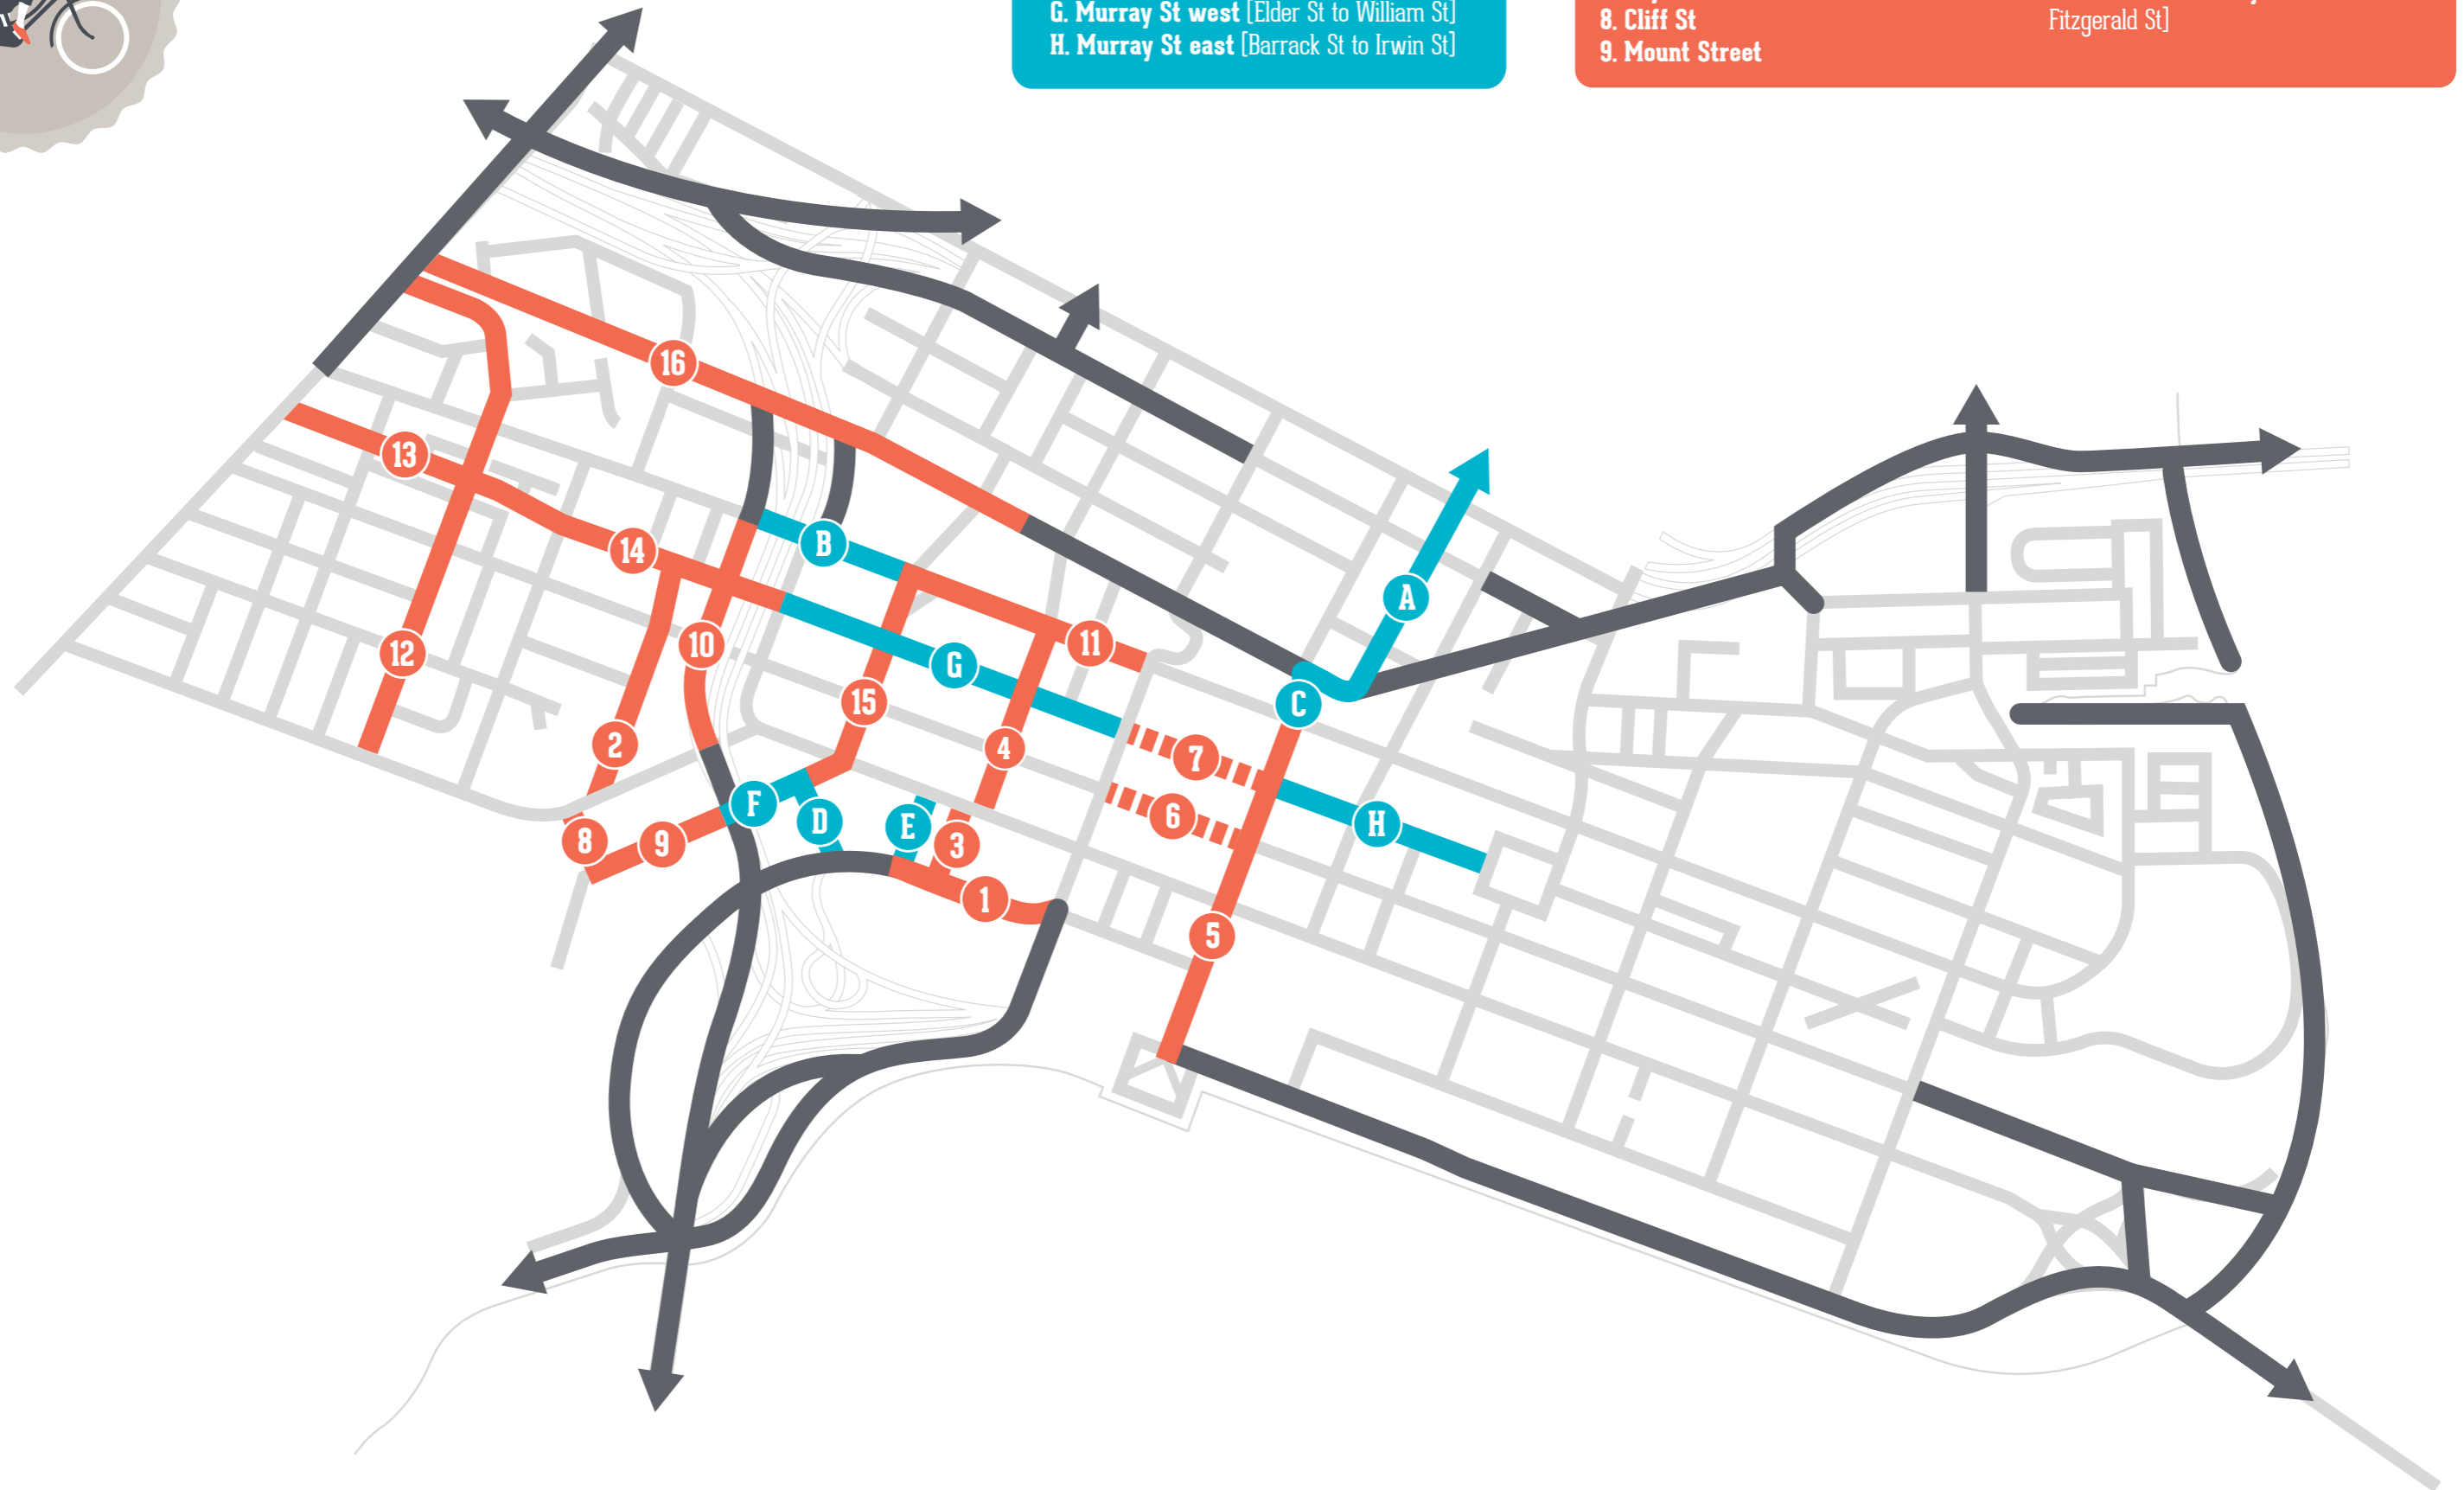 G. Murray St west [Elder St to William St]
H. Murray St east [Barrack St to Irwin St]
8. Cliff St
9. Mount Street
Fitzgerald St]
16
13
14
B
A
10
11
12
G
15
C
2
4
7
F
6
D
E
H
8
9
3
1
5